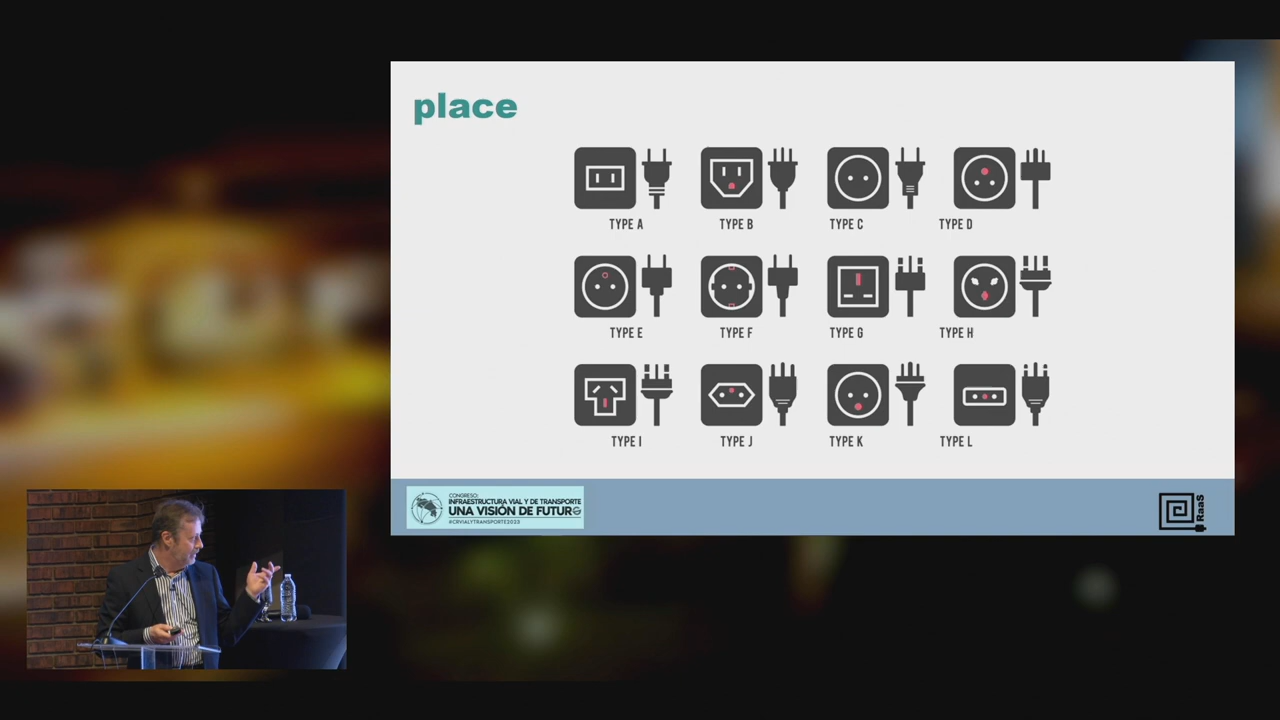 place
TYPE A
TYPE B
TYPE C
TYPE D
TYPE E
TYPE F
TYPE G
TYPE H
TYPE I
TYPE J
TYPE K
TYPE L
CONGRESO:
INFRAESTRUCTURA VIAL Y DE TRANSPORTE
UNA VISIÓN DE FUTURO
#CRVIALYTRANSPORTE2023
RaaS